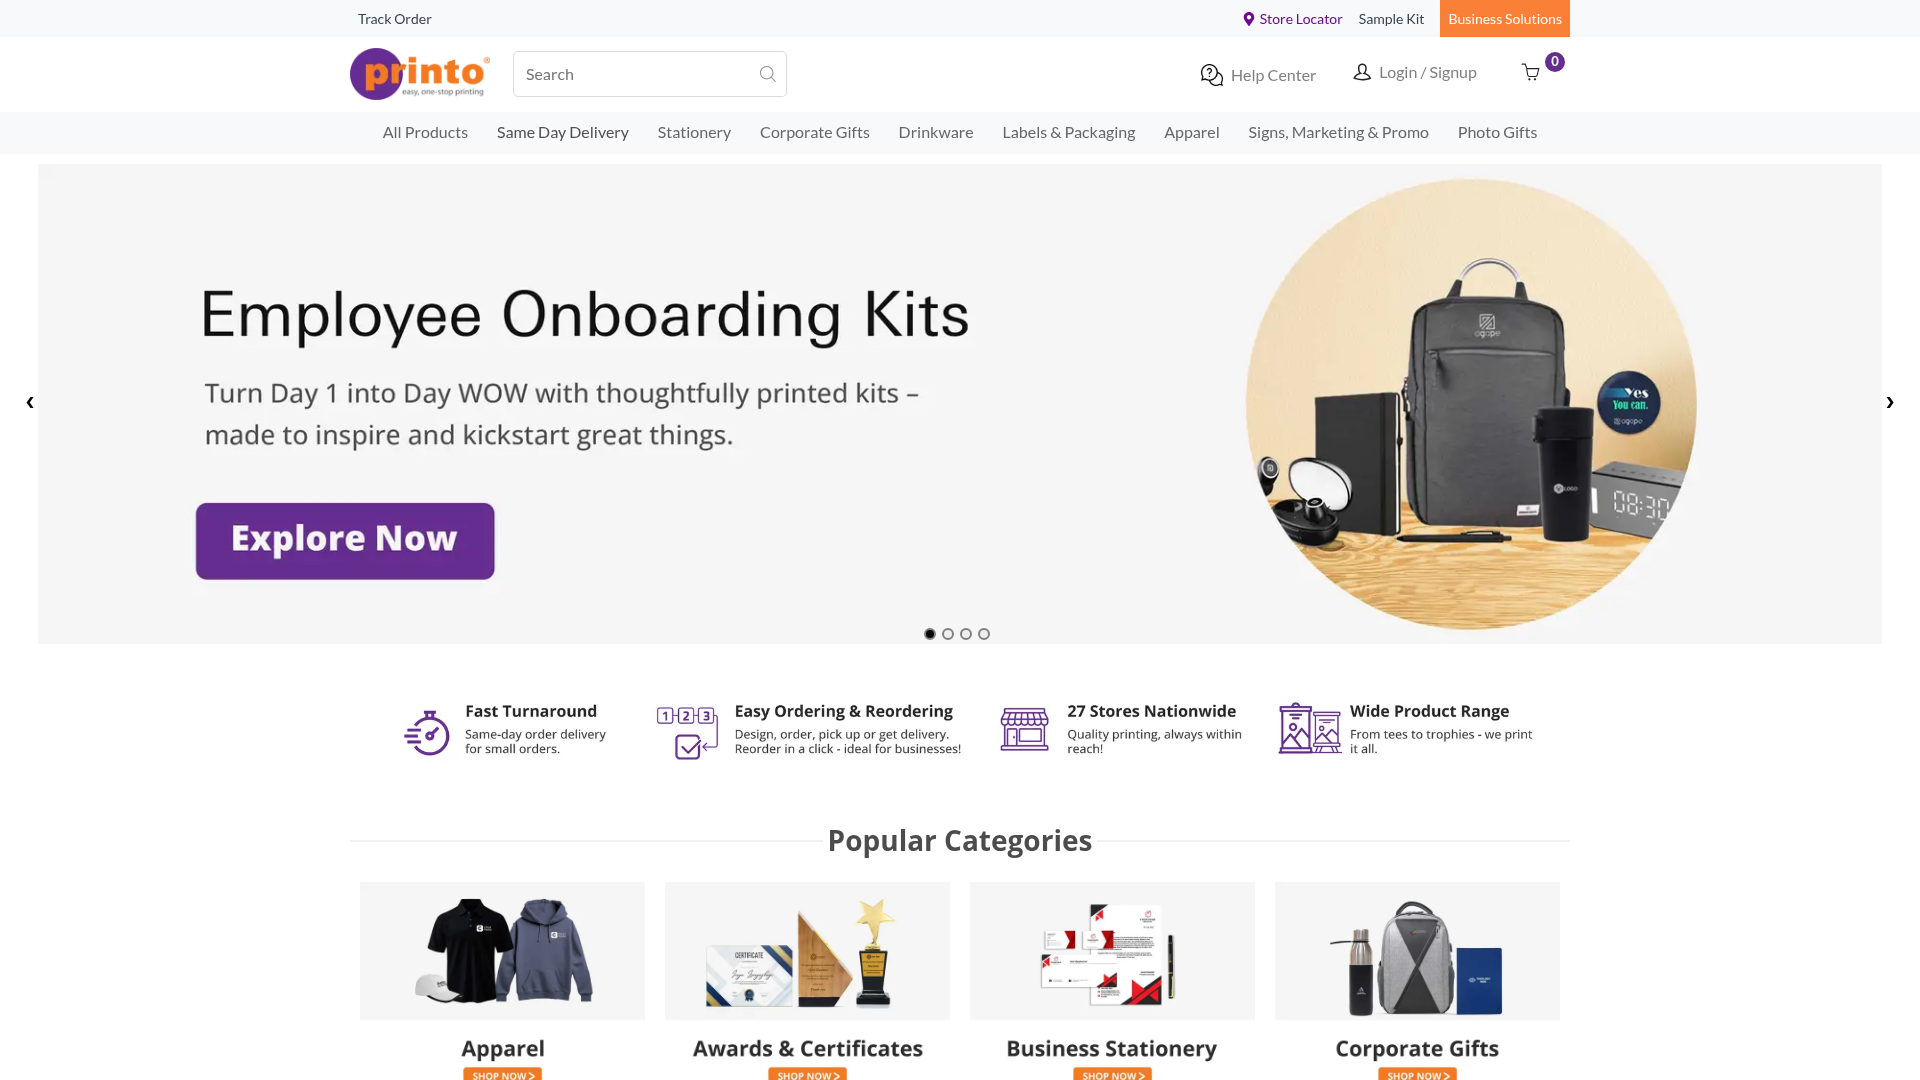 Track Order
Store Locator
Sample Kit
Business Solutions
printo®
easy, one-stop printing
Search
Help Center
Login / Signup
0
All Products
Same Day Delivery
Stationery
Corporate Gifts
Drinkware
Labels & Packaging
Apparel
Signs, Marketing & Promo
Photo Gifts
Employee Onboarding Kits
Turn Day 1 into Day WOW with thoughtfully printed kits –
made to inspire and kickstart great things.
Explore Now
agape
Yes
You can.
agape
LOGO
08:30
Fast Turnaround
Same-day order delivery
for small orders.
1 2 3
Easy Ordering & Reordering
Design, order, pick up or get delivery.
Reorder in a click - ideal for businesses!
27 Stores Nationwide
Quality printing, always within
reach!
Wide Product Range
From tees to trophies - we print
it all.
Popular Categories
CERTIFICATE
Apparel
SHOP NOW >
Awards & Certificates
SHOP NOW >
Business Stationery
SHOP NOW >
Corporate Gifts
SHOP NOW >